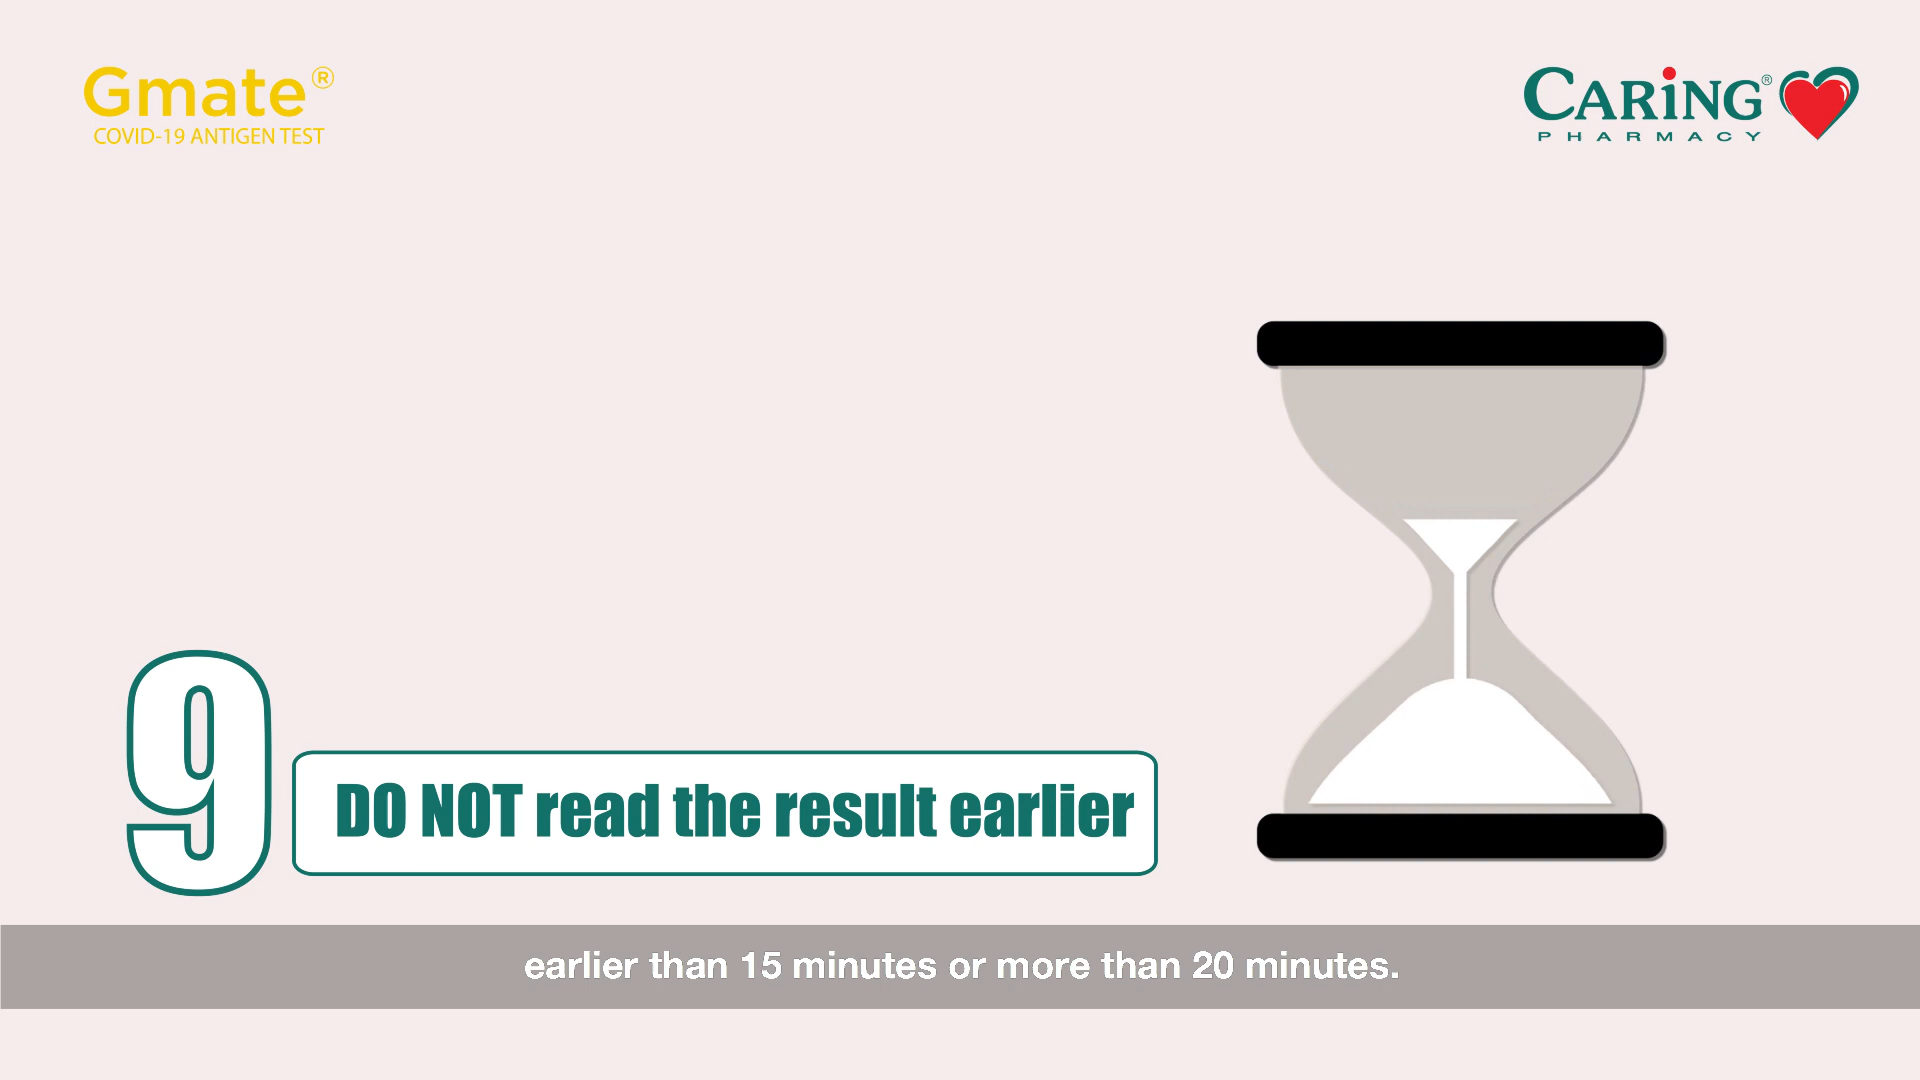 Gmate®
COVID-19 ANTIGEN TEST
CARiNG®
PHARMACY
9
DO NOT read the result earlier
earlier than 15 minutes or more than 20 minutes.